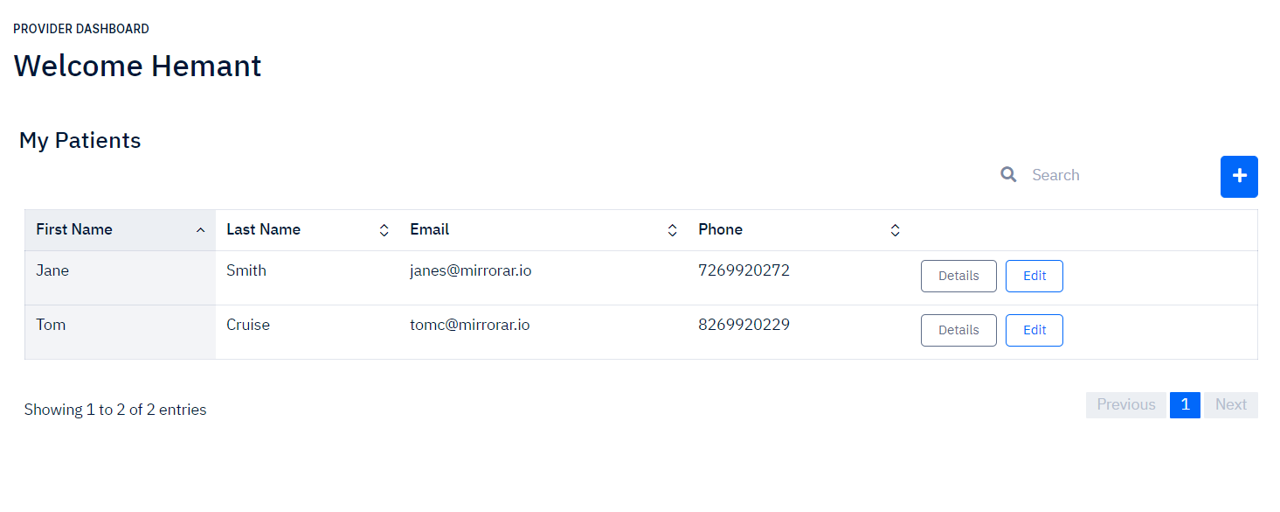 PROVIDER DASHBOARD
Welcome Hemant
My Patients
Search
First Name Last Name Email Phone
Jane Smith janes@mirrorar.io 7269920272 Details Edit
Tom Cruise tomc@mirrorar.io 8269920229 Details Edit
Showing 1 to 2 of 2 entries Previous 1 Next